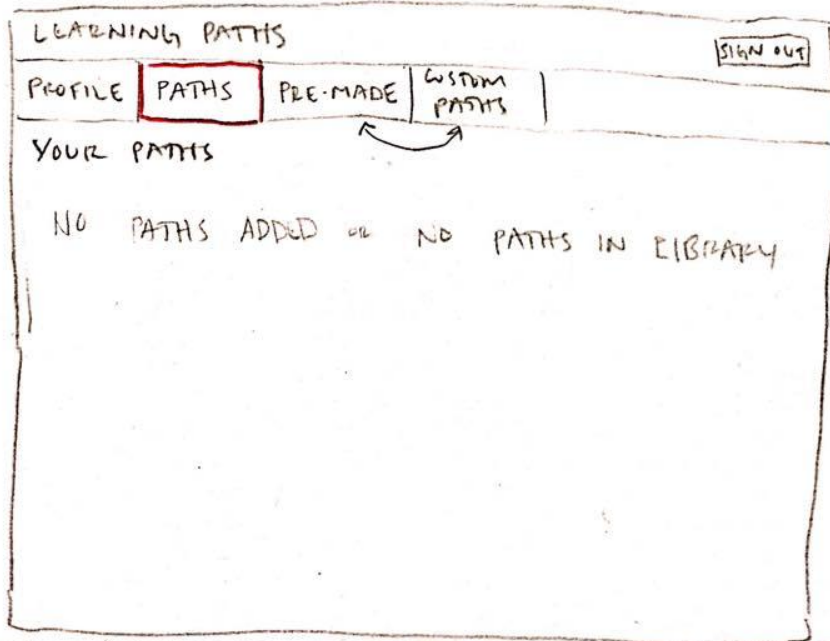 LEARNING PATHS
SIGN OUT
PROFILE PATHS PRE-MADE CUSTOM PATHS
YOUR PATHS
NO PATHS ADDED OR NO PATHS IN LIBRARY